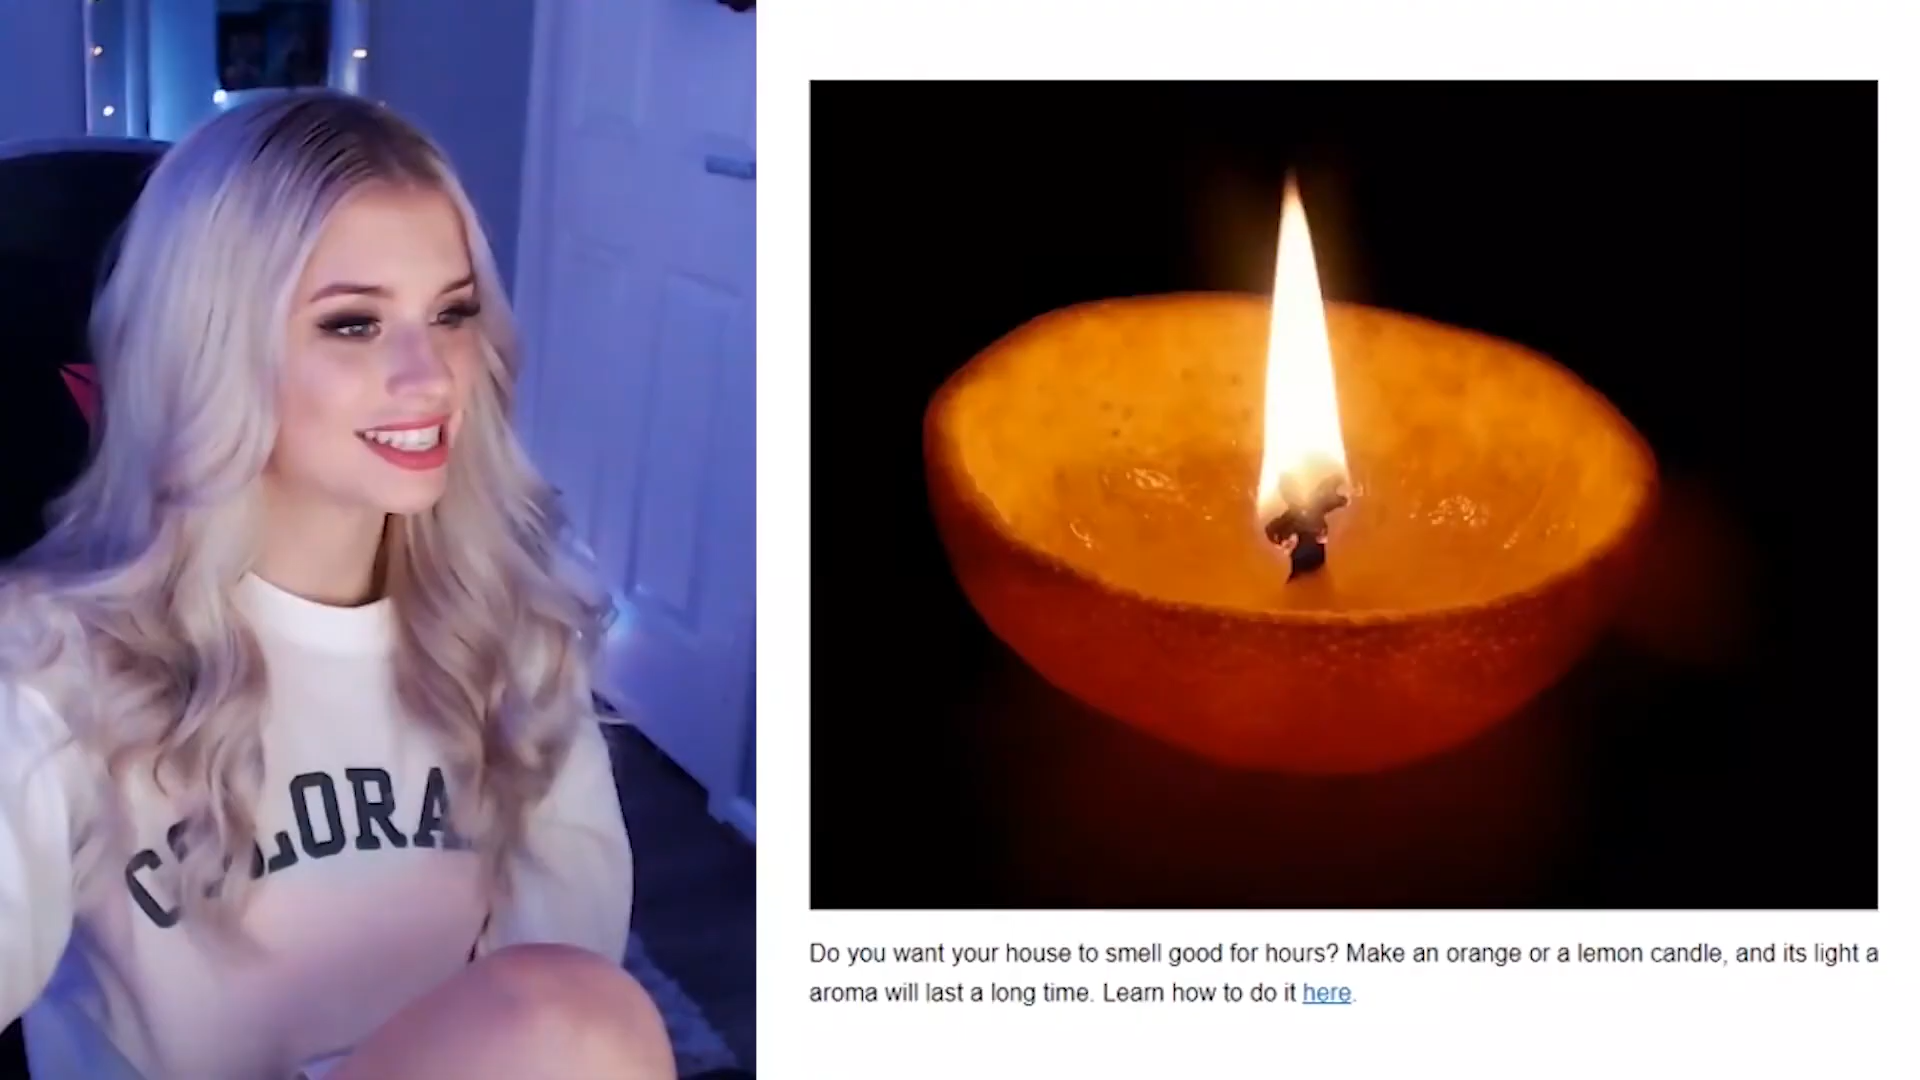 COLORA
Do you want your house to smell good for hours? Make an orange or a lemon candle, and its light a
aroma will last a long time. Learn how to do it here.